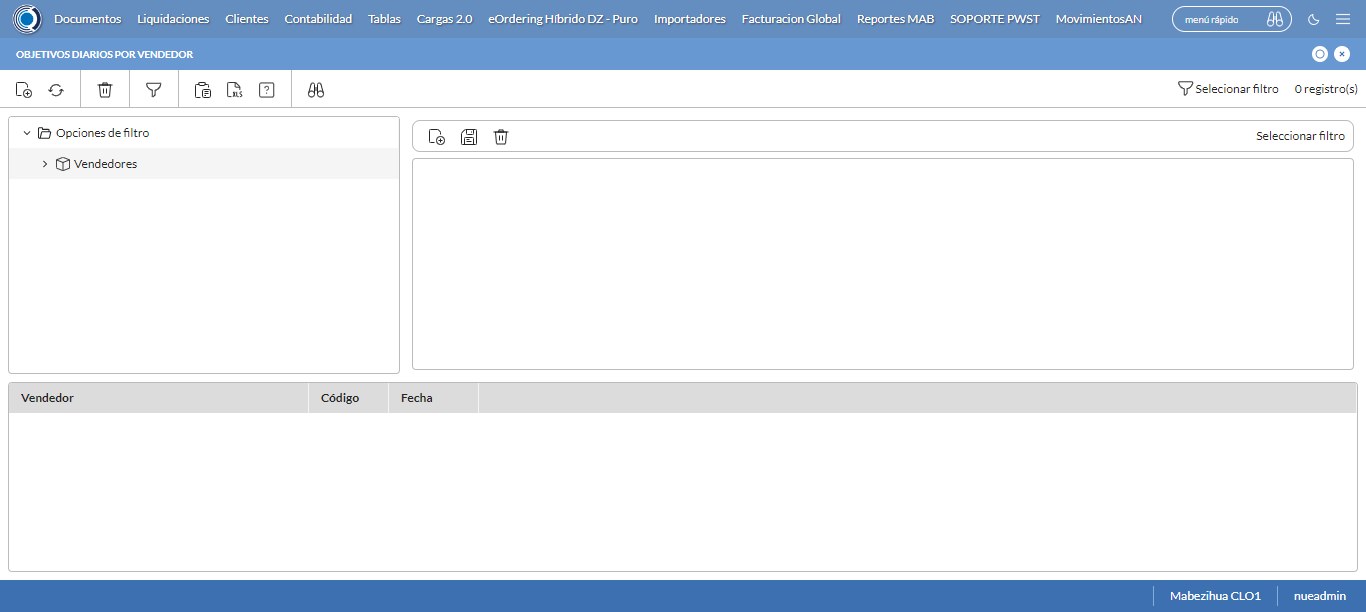 Documentos Liquidaciones Clientes Contabilidad Tablas Cargas 2.0 eOrdering Híbrido DZ - Puro Importadores Facturacion Global Reportes MAB SOPORTE PWST MovimientosAN menú rápido
OBJETIVOS DIARIOS POR VENDEDOR
XLS ? Selecionar filtro 0 registro(s)
Opciones de filtro
Seleccionar filtro
Vendedores
Vendedor Código Fecha
Mabezihua CLO1 nueadmin